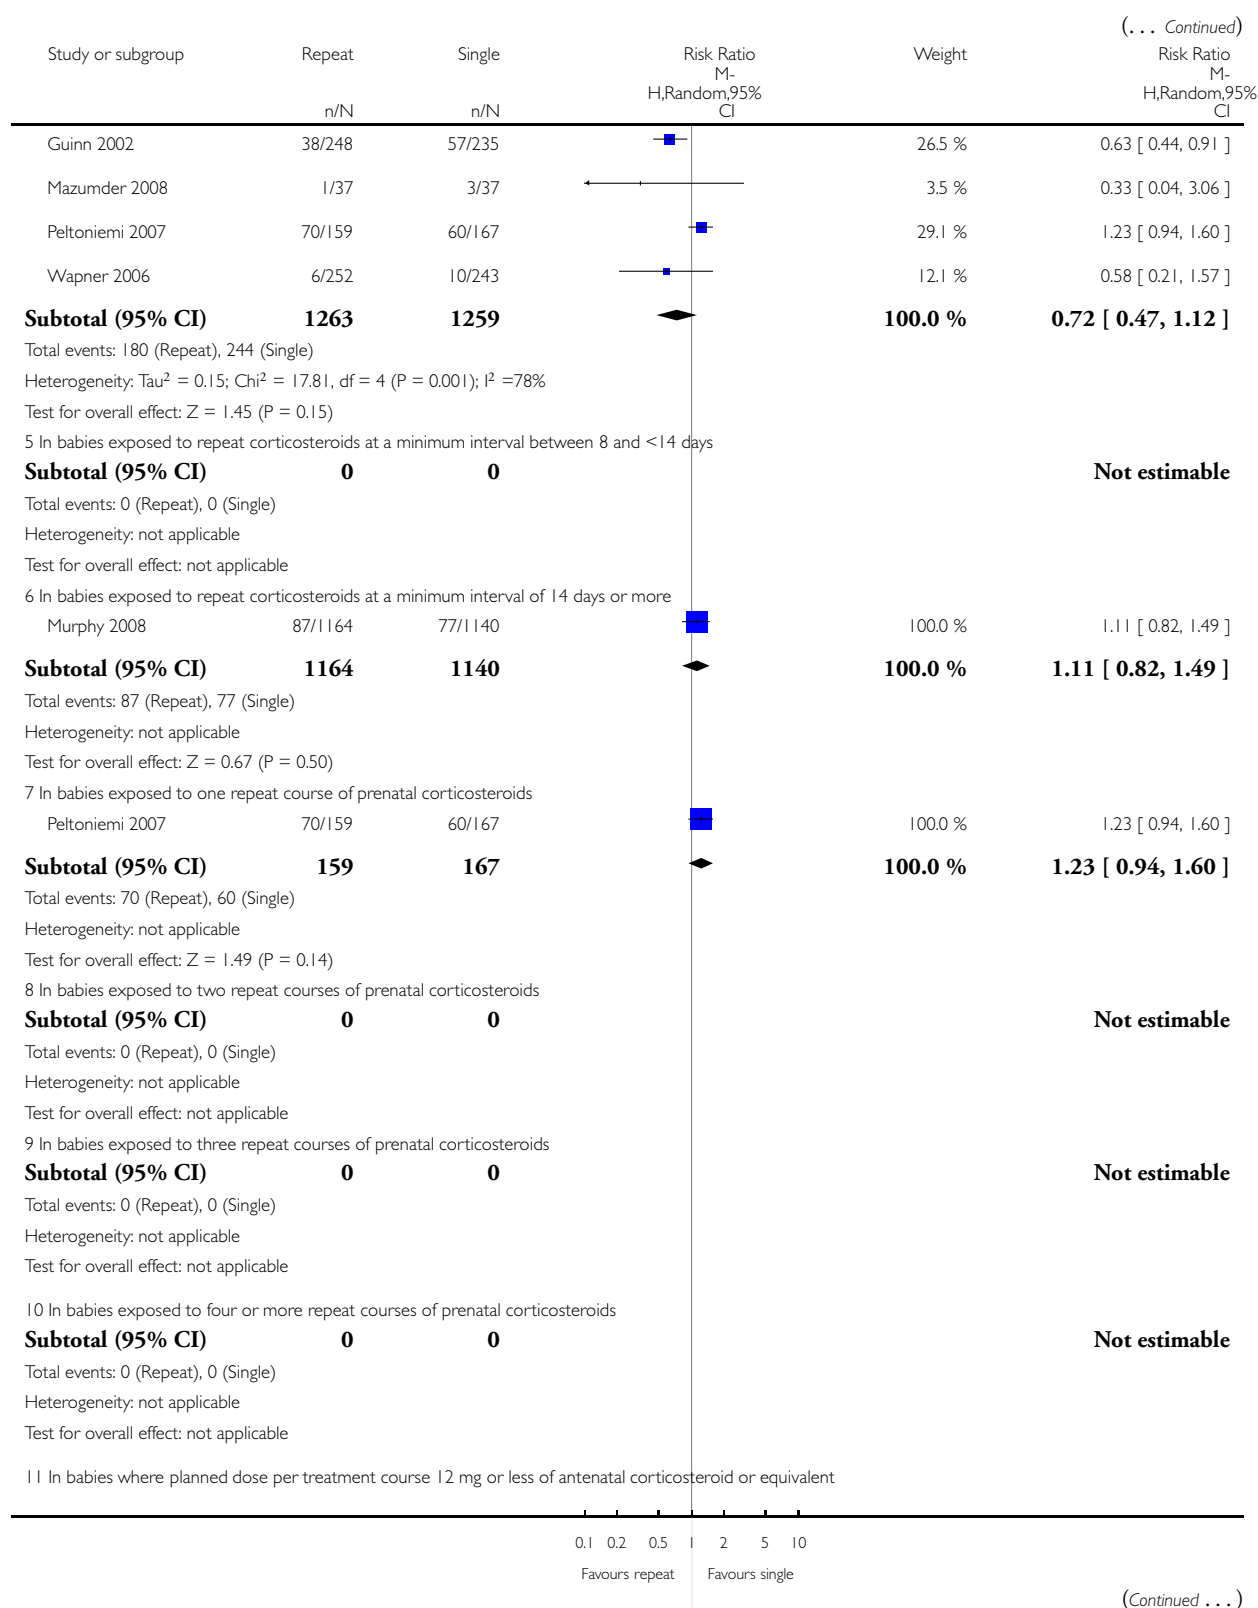 (... Continued)
Study or subgroup Repeat Single Risk Ratio Weight Risk Ratio
M- M-
H,Random,95% H,Random,95%
n/N n/N CI CI
Guinn 2002 38/248 57/235 26.5 % 0.63 [ 0.44, 0.91 ]
Mazumder 2008 1/37 3/37 3.5 % 0.33 [ 0.04, 3.06 ]
Peltoniemi 2007 70/159 60/167 29.1 % 1.23 [ 0.94, 1.60 ]
Wapner 2006 6/252 10/243 12.1 % 0.58 [ 0.21, 1.57 ]
Subtotal (95% CI) 1263 1259 100.0 % 0.72 [ 0.47, 1.12 ]
Total events: 180 (Repeat), 244 (Single)
Heterogeneity: Tau² = 0.15; Chi² = 17.81, df = 4 (P = 0.001); I² =78%
Test for overall effect: Z = 1.45 (P = 0.15)
5 In babies exposed to repeat corticosteroids at a minimum interval between 8 and <14 days
Subtotal (95% CI) 0 0 Not estimable
Total events: 0 (Repeat), 0 (Single)
Heterogeneity: not applicable
Test for overall effect: not applicable
6 In babies exposed to repeat corticosteroids at a minimum interval of 14 days or more
Murphy 2008 87/1164 77/1140 100.0 % 1.11 [ 0.82, 1.49 ]
Subtotal (95% CI) 1164 1140 100.0 % 1.11 [ 0.82, 1.49 ]
Total events: 87 (Repeat), 77 (Single)
Heterogeneity: not applicable
Test for overall effect: Z = 0.67 (P = 0.50)
7 In babies exposed to one repeat course of prenatal corticosteroids
Peltoniemi 2007 70/159 60/167 100.0 % 1.23 [ 0.94, 1.60 ]
Subtotal (95% CI) 159 167 100.0 % 1.23 [ 0.94, 1.60 ]
Total events: 70 (Repeat), 60 (Single)
Heterogeneity: not applicable
Test for overall effect: Z = 1.49 (P = 0.14)
8 In babies exposed to two repeat courses of prenatal corticosteroids
Subtotal (95% CI) 0 0 Not estimable
Total events: 0 (Repeat), 0 (Single)
Heterogeneity: not applicable
Test for overall effect: not applicable
9 In babies exposed to three repeat courses of prenatal corticosteroids
Subtotal (95% CI) 0 0 Not estimable
Total events: 0 (Repeat), 0 (Single)
Heterogeneity: not applicable
Test for overall effect: not applicable
10 In babies exposed to four or more repeat courses of prenatal corticosteroids
Subtotal (95% CI) 0 0 Not estimable
Total events: 0 (Repeat), 0 (Single)
Heterogeneity: not applicable
Test for overall effect: not applicable
11 In babies where planned dose per treatment course 12 mg or less of antenatal corticosteroid or equivalent
0.1 0.2 0.5 1 2 5 10
Favours repeat Favours single
(Continued ...)